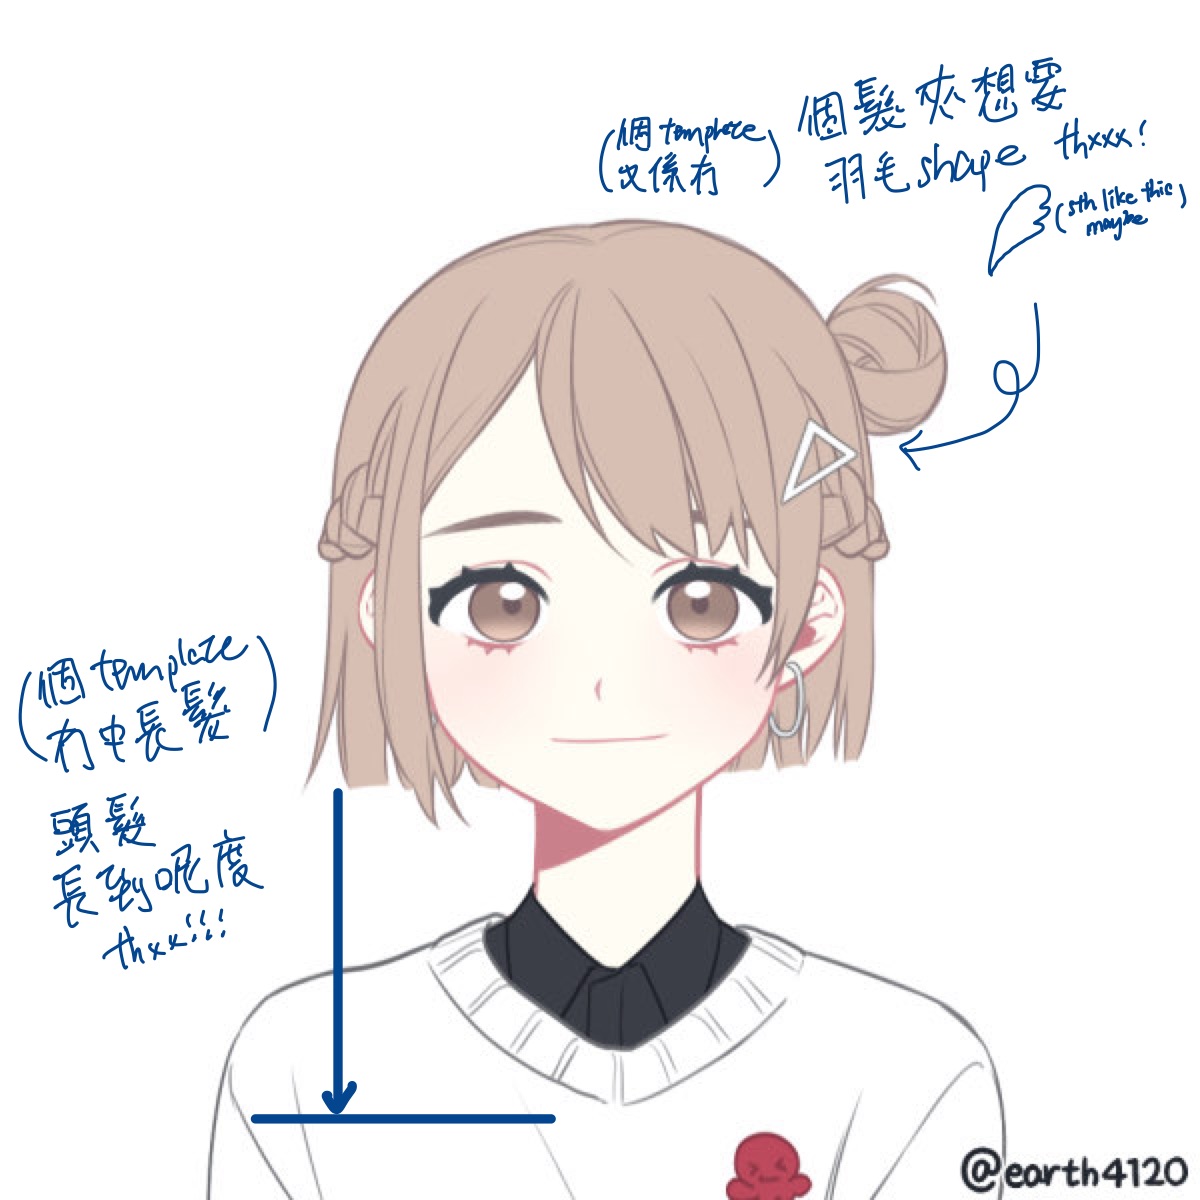 個髮夾想要
羽毛shape thxxx!
(個template
又係冇)
(sth like this
maybe)
(個template
冇中長髮)
頭髮
長到呢度
thxx!!!
@earth4120